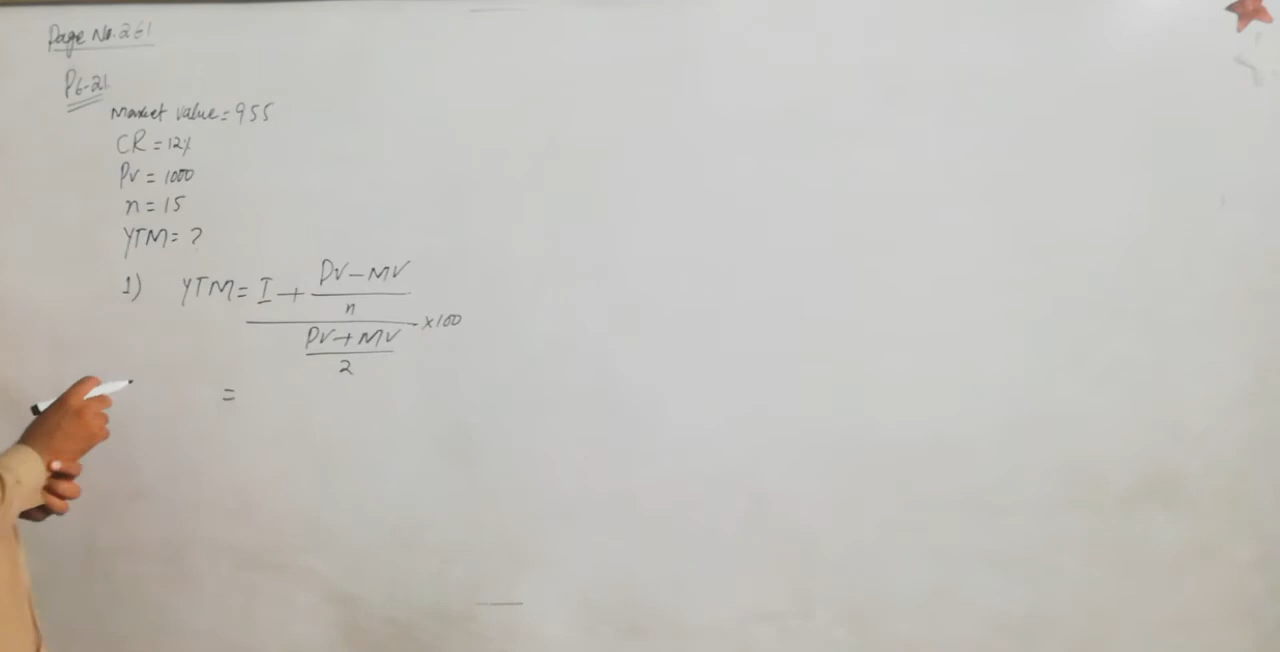 Page No. 261
P6-21
Market value = 955
CR = 12%
PV = 1000
n = 15
YTM = ?
1) YTM = I + PV - MV
n
PV + MV × 100
2
=